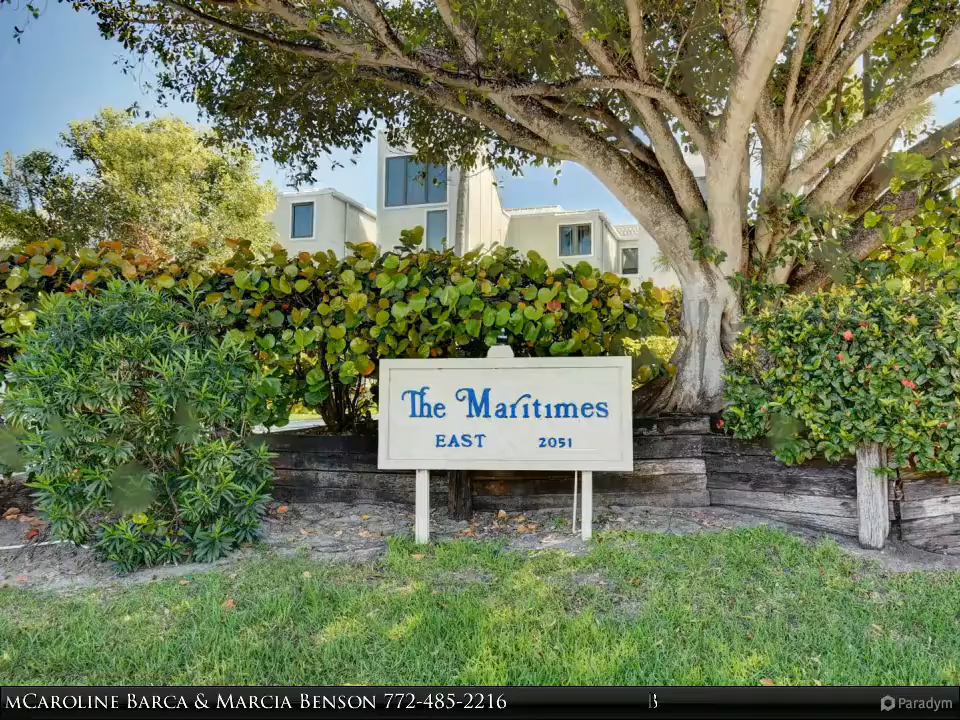 The Maritimes
EAST 2051
mCaroline Barca & Marcia Benson 772-485-2216
Paradym